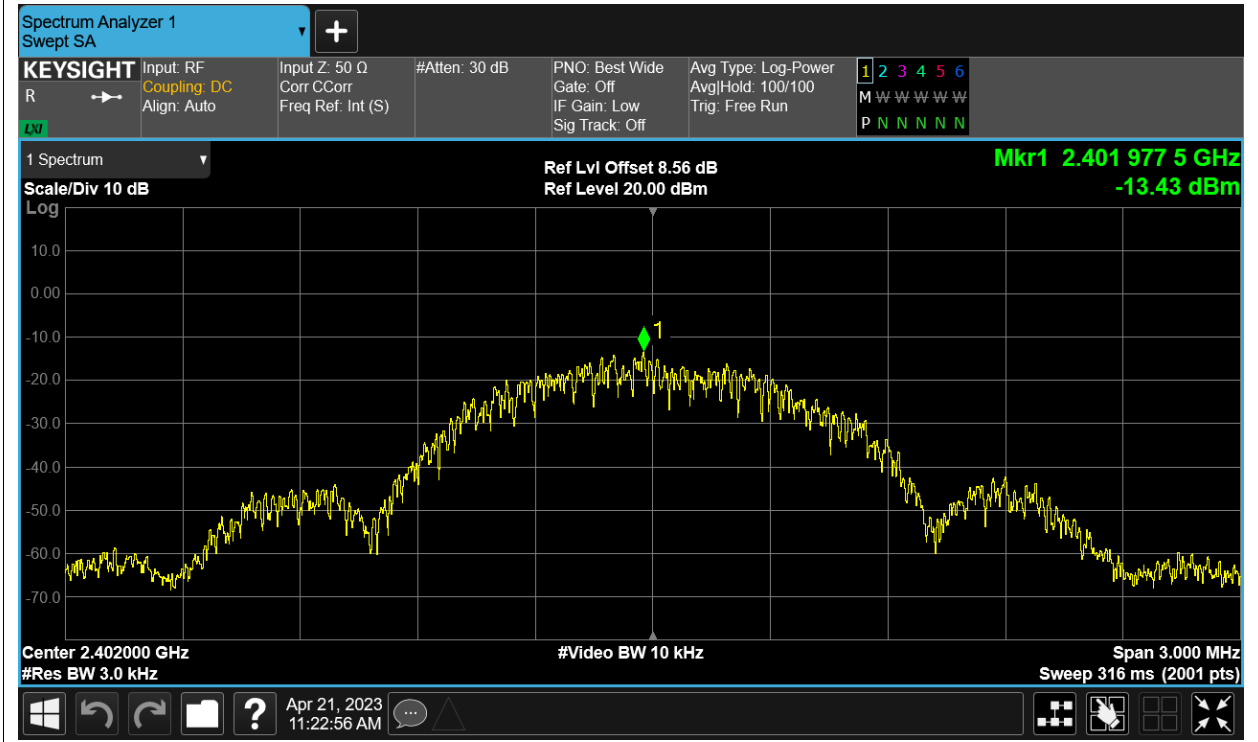 Spectrum Analyzer 1
Swept SA
KEYSIGHT
R
LXI
Input: RF
Coupling: DC
Align: Auto
Input Z: 50 Ω
Corr CCorr
Freq Ref: Int (S)
#Atten: 30 dB
PNO: Best Wide
Gate: Off
IF Gain: Low
Sig Track: Off
Avg Type: Log-Power
Avg|Hold: 100/100
Trig: Free Run
1 2 3 4 5 6
M W W W W W W
P N N N N N N
1 Spectrum
Scale/Div 10 dB
Log
Ref Lvl Offset 8.56 dB
Ref Level 20.00 dBm
Mkr1 2.401 977 5 GHz
-13.43 dBm
10.0
0.00
-10.0
-20.0
-30.0
-40.0
-50.0
-60.0
-70.0
1
Center 2.402000 GHz
#Res BW 3.0 kHz
#Video BW 10 kHz
Span 3.000 MHz
Sweep 316 ms (2001 pts)
?
Apr 21, 2023
11:22:56 AM